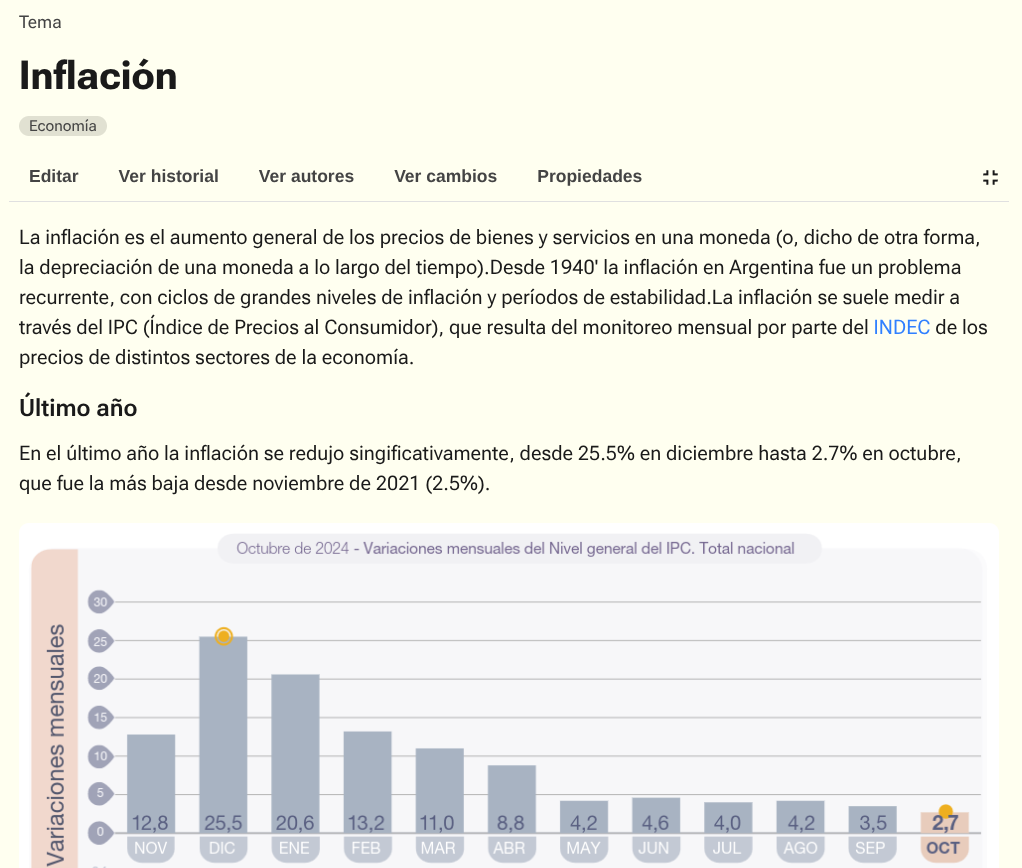 Tema
Inflación
Economía
Editar Ver historial Ver autores Ver cambios Propiedades
La inflación es el aumento general de los precios de bienes y servicios en una moneda (o, dicho de otra forma,
la depreciación de una moneda a lo largo del tiempo).Desde 1940' la inflación en Argentina fue un problema
recurrente, con ciclos de grandes niveles de inflación y períodos de estabilidad.La inflación se suele medir a
través del IPC (Índice de Precios al Consumidor), que resulta del monitoreo mensual por parte del INDEC de los
precios de distintos sectores de la economía.
Último año
En el último año la inflación se redujo singificativamente, desde 25.5% en diciembre hasta 2.7% en octubre,
que fue la más baja desde noviembre de 2021 (2.5%).
Octubre de 2024 - Variaciones mensuales del Nivel general del IPC. Total nacional
Variaciones mensuales
30
25
20
15
10
5
0
12,8 25,5 20,6 13,2 11,0 8,8 4,2 4,6 4,0 4,2 3,5 2,7
NOV DIC ENE FEB MAR ABR MAY JUN JUL AGO SEP OCT